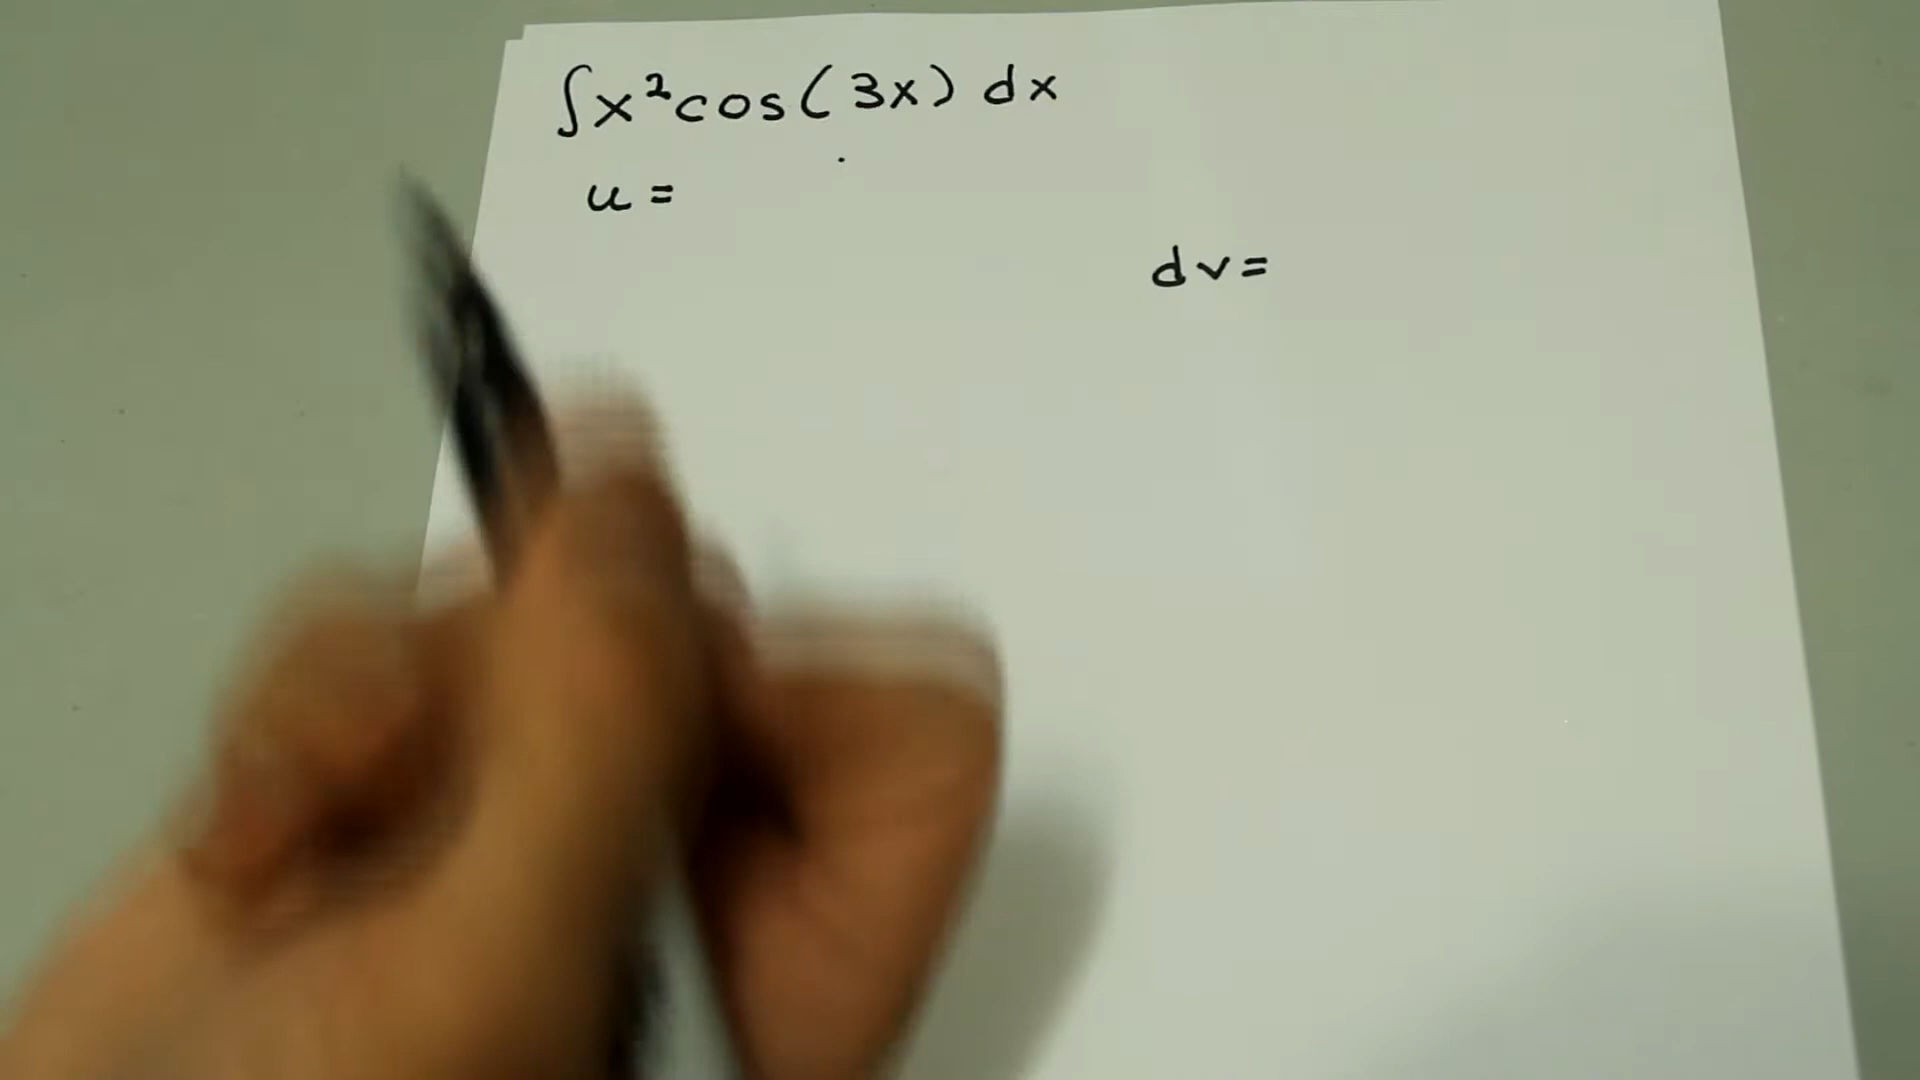 ∫x²cos(3x) dx
u =
dv=